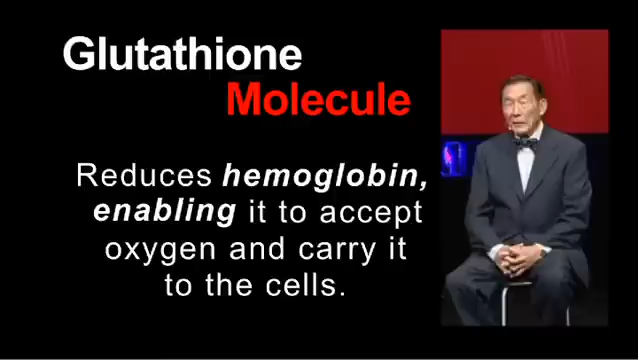 Glutathione
Molecule
Reduces hemoglobin,
enabling it to accept
oxygen and carry it
to the cells.